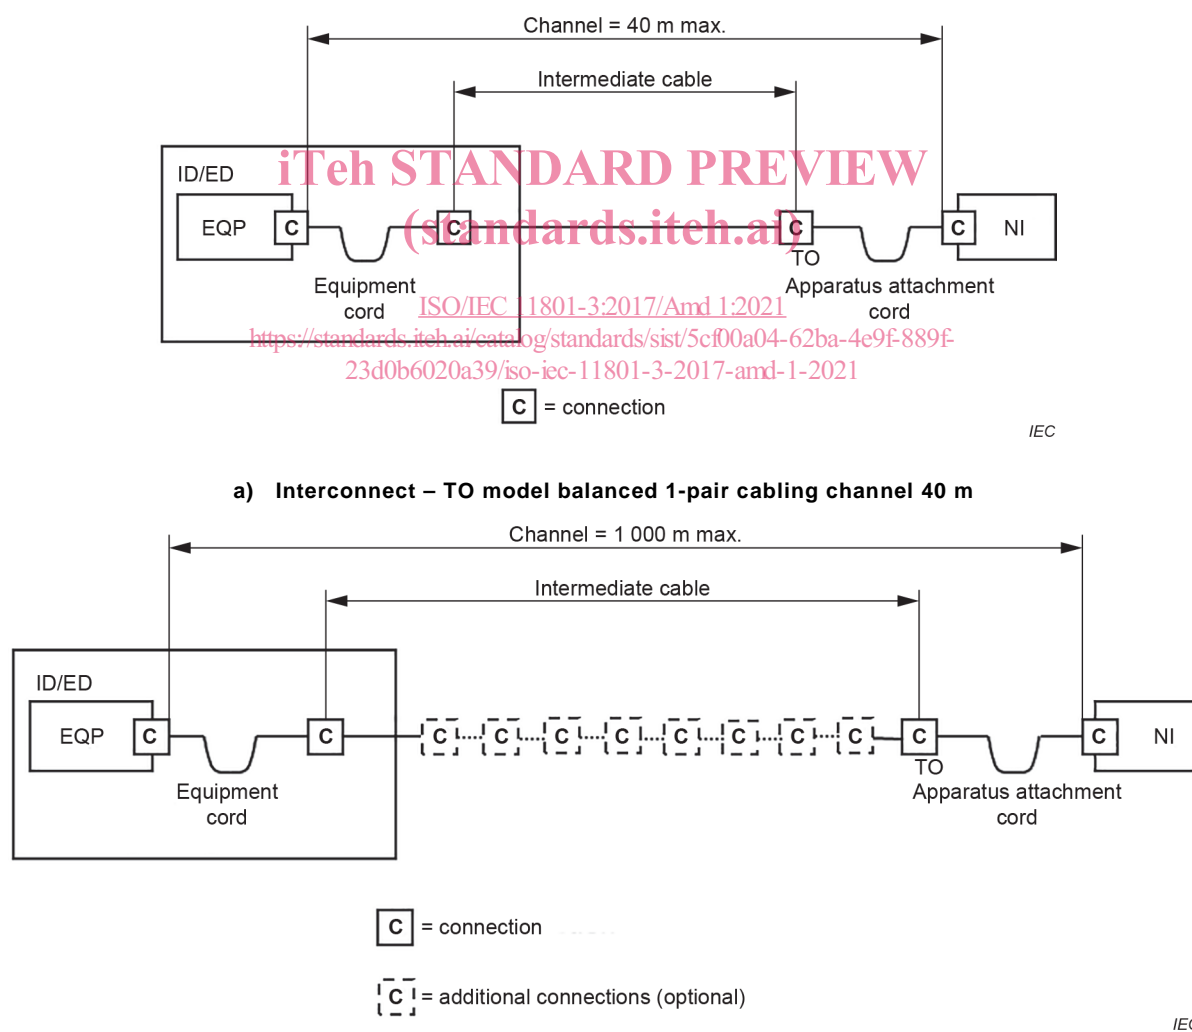 Channel = 40 m max.
Intermediate cable
iTeh STANDARD PREVIEW
ID/ED
(standards.iteh.ai)
EQP C C C C NI
TO
Equipment
cord
Apparatus attachment
cord
ISO/IEC 11801-3:2017/Amd 1:2021
https://standards.iteh.ai/catalog/standards/sist/5cf00a04-62ba-4e9f-889f-
23d0b6020a39/iso-iec-11801-3-2017-amd-1-2021
C = connection
IEC
a) Interconnect – TO model balanced 1-pair cabling channel 40 m
Channel = 1 000 m max.
Intermediate cable
ID/ED
EQP C C C C C C C C C C C C NI
TO
Equipment
cord
Apparatus attachment
cord
C = connection
C = additional connections (optional)
IEC